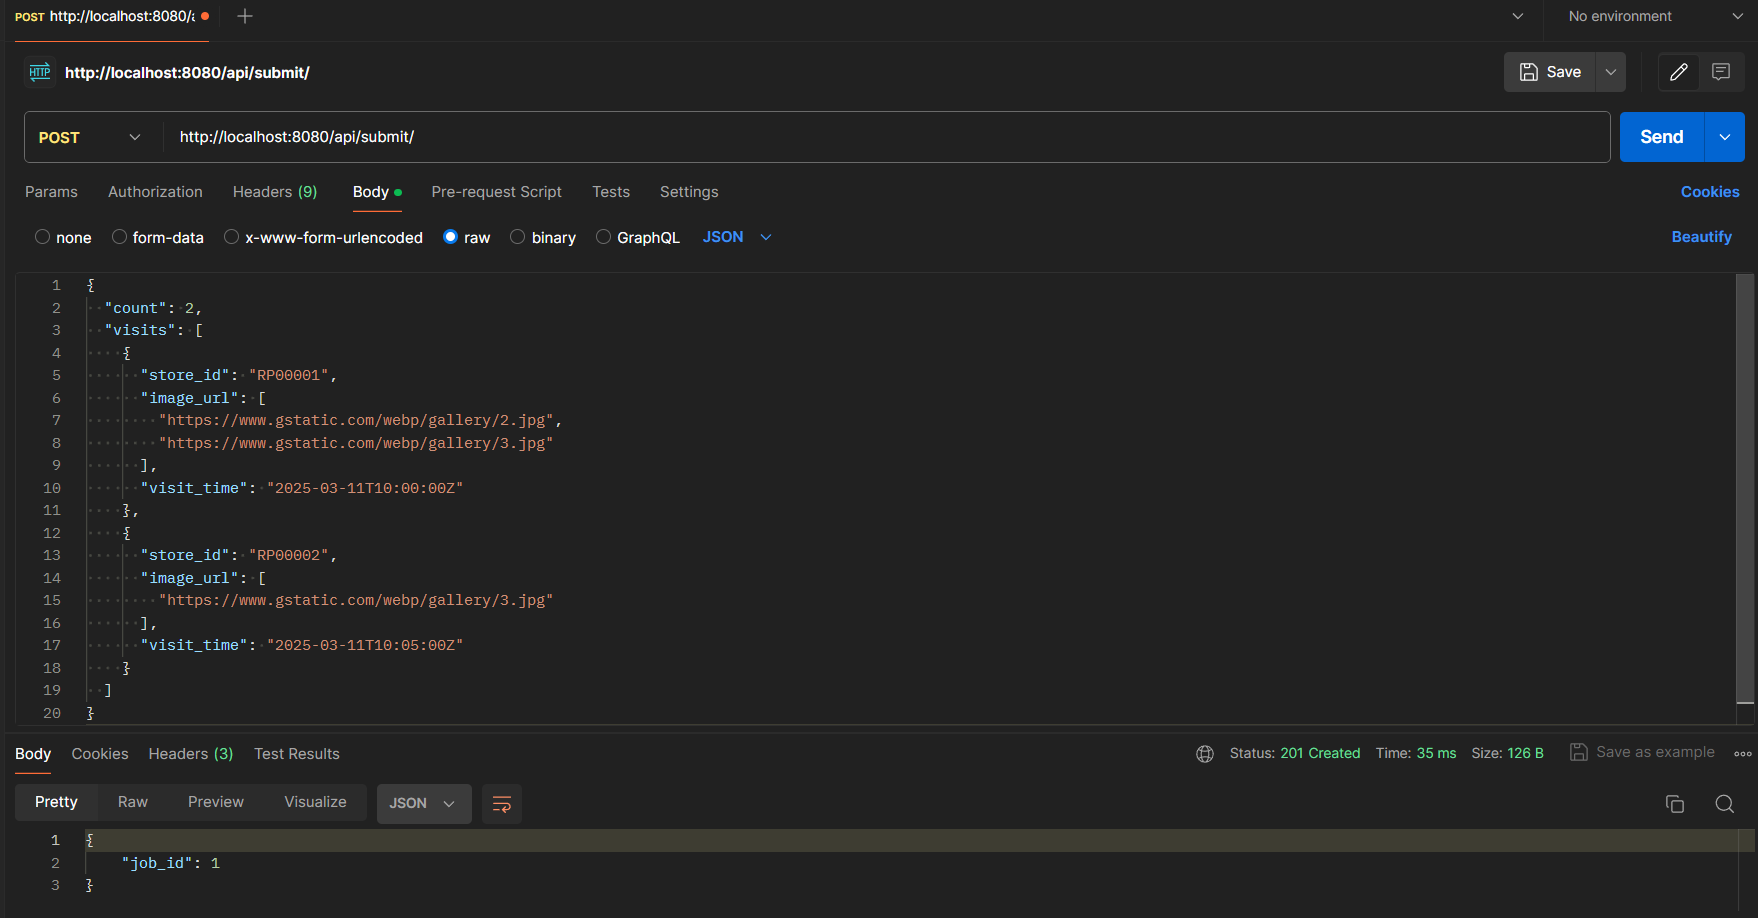 POST http://localhost:8080/a
No environment
HTTP http://localhost:8080/api/submit/
Save
POST http://localhost:8080/api/submit/
Send
Params Authorization Headers (9) Body Pre-request Script Tests Settings Cookies
none form-data x-www-form-urlencoded raw binary GraphQL JSON Beautify
1 {
2 "count": 2,
3 "visits": [
4 {
5 "store_id": "RP00001",
6 "image_url": [
7 "https://www.gstatic.com/webp/gallery/2.jpg",
8 "https://www.gstatic.com/webp/gallery/3.jpg"
9 ],
10 "visit_time": "2025-03-11T10:00:00Z"
11 },
12 {
13 "store_id": "RP00002",
14 "image_url": [
15 "https://www.gstatic.com/webp/gallery/3.jpg"
16 ],
17 "visit_time": "2025-03-11T10:05:00Z"
18 }
19 ]
20 }
Body Cookies Headers (3) Test Results Status: 201 Created Time: 35 ms Size: 126 B Save as example
Pretty Raw Preview Visualize JSON
1 {
2 "job_id": 1
3 }